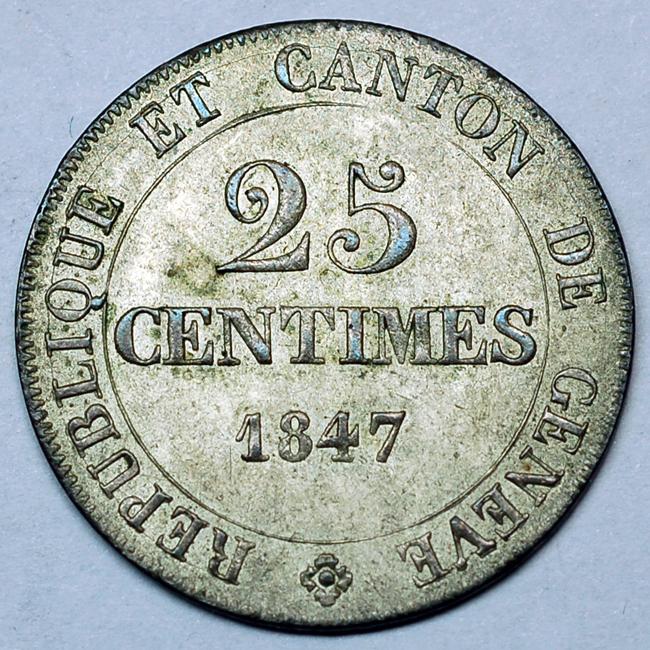 REPUBLIQUE ET CANTON DE GENEVE
25
CENTIMES
1847